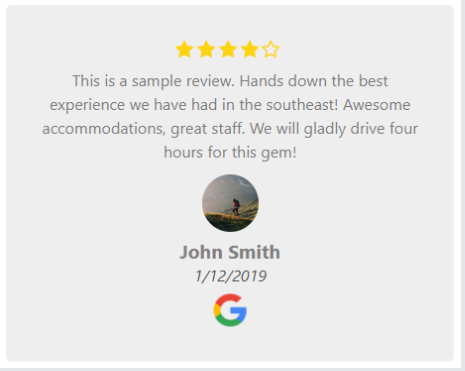 This is a sample review. Hands down the best
experience we have had in the southeast! Awesome
accommodations, great staff. We will gladly drive four
hours for this gem!
John Smith
1/12/2019